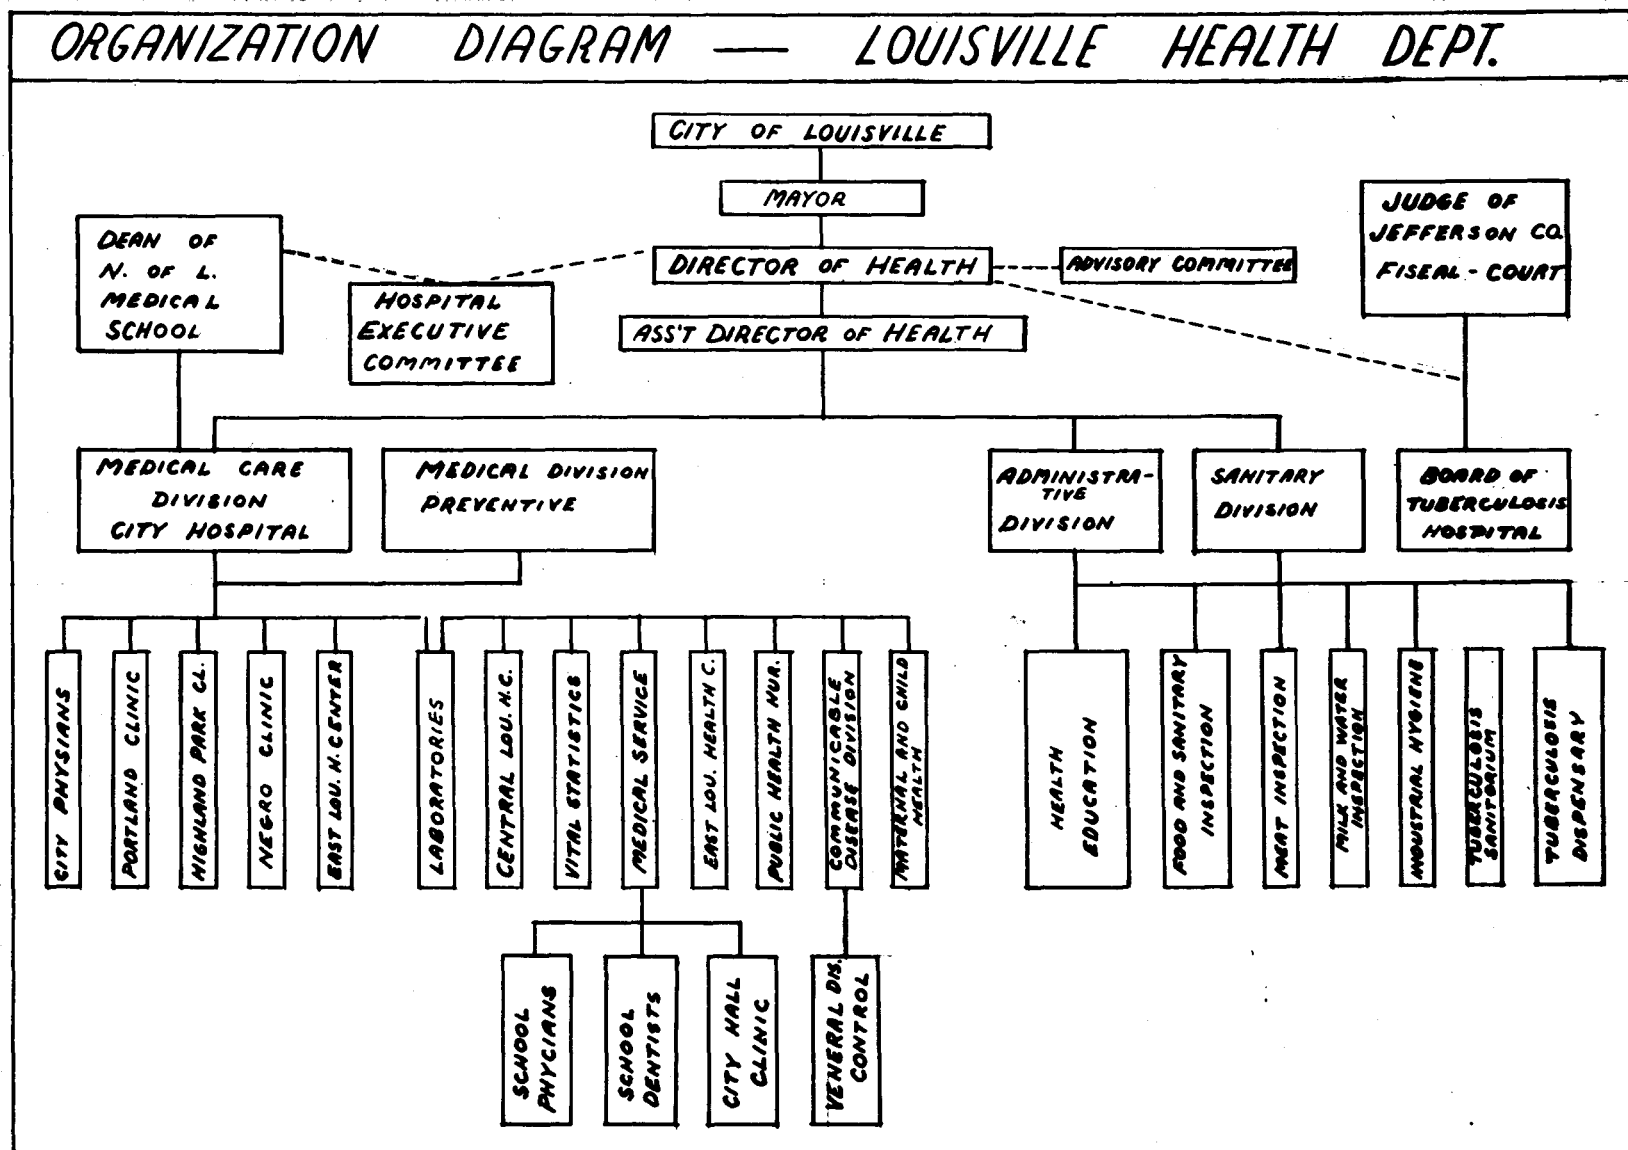 ORGANIZATION DIAGRAM — LOUISVILLE HEALTH DEPT.
CITY OF LOUISVILLE
MAYOR
JUDGE OF
JEFFERSON CO.
FISEAL - COURT
DEAN OF
N. OF L.
MEDICAL
SCHOOL
DIRECTOR OF HEALTH
ADVISORY COMMITTEE
HOSPITAL
EXECUTIVE
COMMITTEE
ASS'T DIRECTOR OF HEALTH
MEDICAL CARE
DIVISION
CITY HOSPITAL
MEDICAL DIVISION
PREVENTIVE
ADMINISTRA-
TIVE
DIVISION
SANITARY
DIVISION
BOARD OF
TUBERCULOSIS
HOSPITAL
CITY PHYSIANS
PORTLAND CLINIC
HIGHLAND PARK CL.
NEGRO CLINIC
EAST LOU. H. CENTER
LABORATORIES
CENTRAL LOU. H.C.
VITAL STATISTICS
MEDICAL SERVICE
EAST LOU. HEALTH C.
PUBLIC HEALTH NUR.
COMMUNICABLE
DISEASE DIVISION
MATERNAL AND CHILD
HEALTH
HEALTH
EDUCATION
FOOD AND SANITARY
INSPECTION
MEAT INSPECTION
MILK AND WATER
INSPECTION
INDUSTRIAL HYGIENE
TUBERCULOSIS
SANITORIUM
TUBERCULOSIS
DISPENSARY
SCHOOL
PHYCIANS
SCHOOL
DENTISTS
CITY HALL
CLINIC
VENERAL DIS.
CONTROL